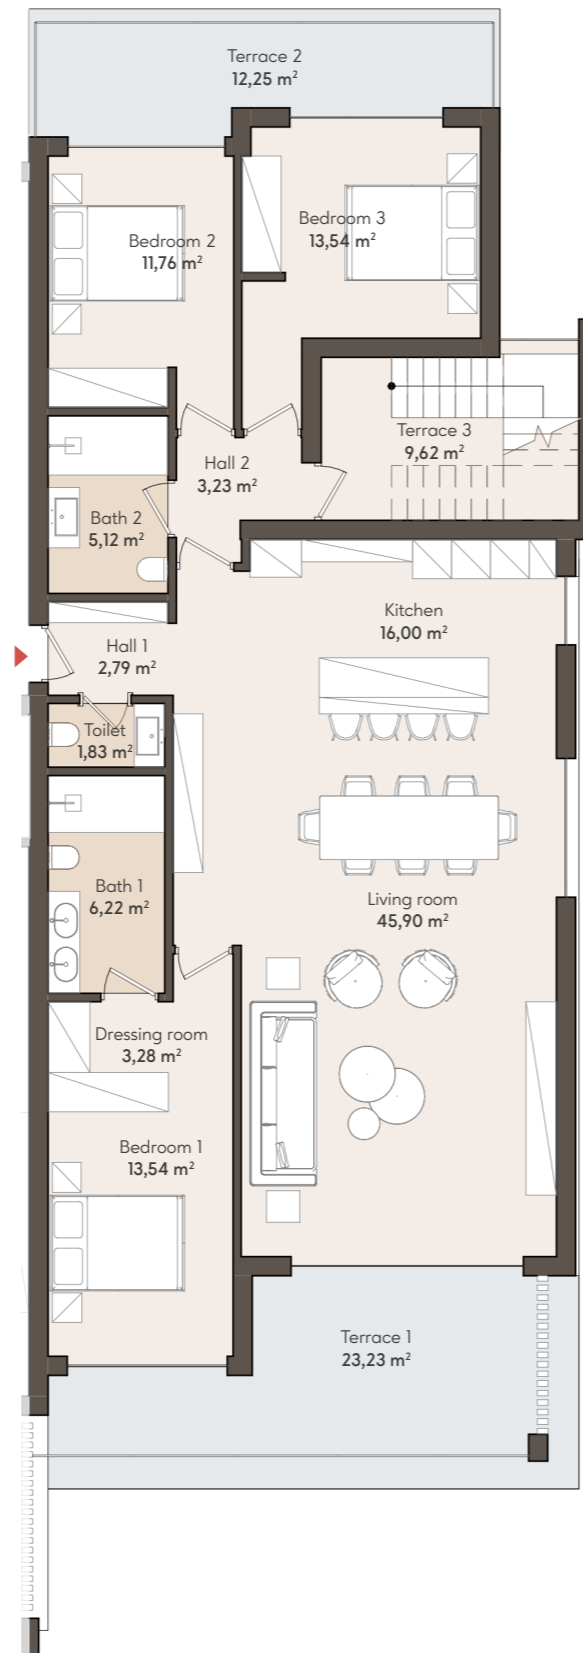 Terrace 2
12,25 m²
Bedroom 3
13,54 m²
Bedroom 2
11,76 m²
Terrace 3
9,62 m²
Hall 2
3,23 m²
Bath 2
5,12 m²
Kitchen
16,00 m²
Hall 1
2,79 m²
Toilet
1,83 m²
Bath 1
6,22 m²
Living room
45,90 m²
Dressing room
3,28 m²
Bedroom 1
13,54 m²
Terrace 1
23,23 m²